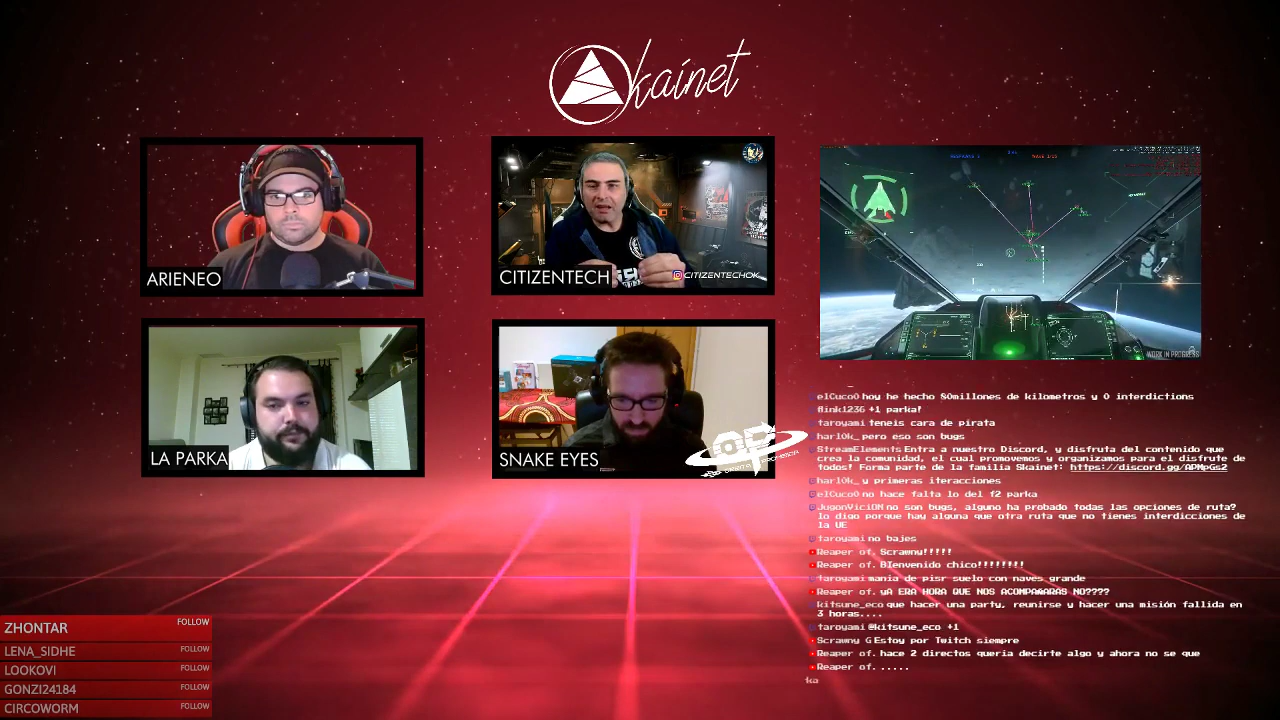 kainet
ARIENEO
CITIZENTECH
CITIZENTECHOK
LA PARKA
SNAKE EYES
OP
WORK IN PROGRESS
elCucoO hoy he hecho 80millones de kilometros y 0 interdictions
flink1236 +1 parka!
taroyami teneis cara de pirata
harl0k_ pero eso son bugs
StreamElements Entra a nuestro Discord, y disfruta del contenido que
crea la comunidad, el cual promovemos y organizamos para el disfrute de
todos! Forma parte de la familia Skainet: https://discord.gg/APMpGs2
harl0k_ y primeras iteracciones
elCucoO no hace falta lo del f2 parka
JugonViciON no son bugs, alguno ha probado todas las opciones de ruta?
lo digo porque hay alguna que otra ruta que no tienes interdicciones de
la UE
taroyami no bajes
Reaper of. Scrawny!!!!!
Reaper of. BIenvenido chico!!!!!!!!
taroyami mania de pisr suelo con naves grande
Reaper of. yA ERA HORA QUE NOS ACOMPAÑARAS NO????
kitsune_eco que hacer una party, reunirse y hacer una misión fallida en
3 horas....
taroyami @kitsune_eco +1
Scrawny G Estoy por Twitch siempre
Reaper of. hace 2 directos queria decirte algo y ahora no se que
Reaper of. .....
ka
ZHONTAR FOLLOW
LENA_SIDHE FOLLOW
LOOKOVI FOLLOW
GONZI24184 FOLLOW
CIRCOWORM FOLLOW